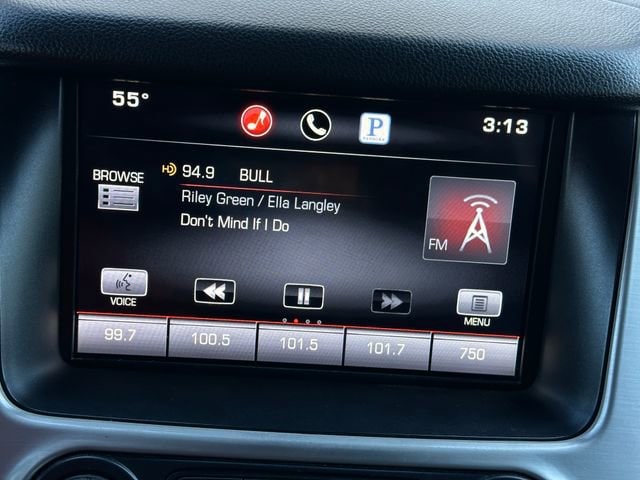 55°
P
3:13
BROWSE
HD 94.9 BULL
Riley Green / Ella Langley
Don't Mind If I Do
FM
VOICE
MENU
99.7 100.5 101.5 101.7 750